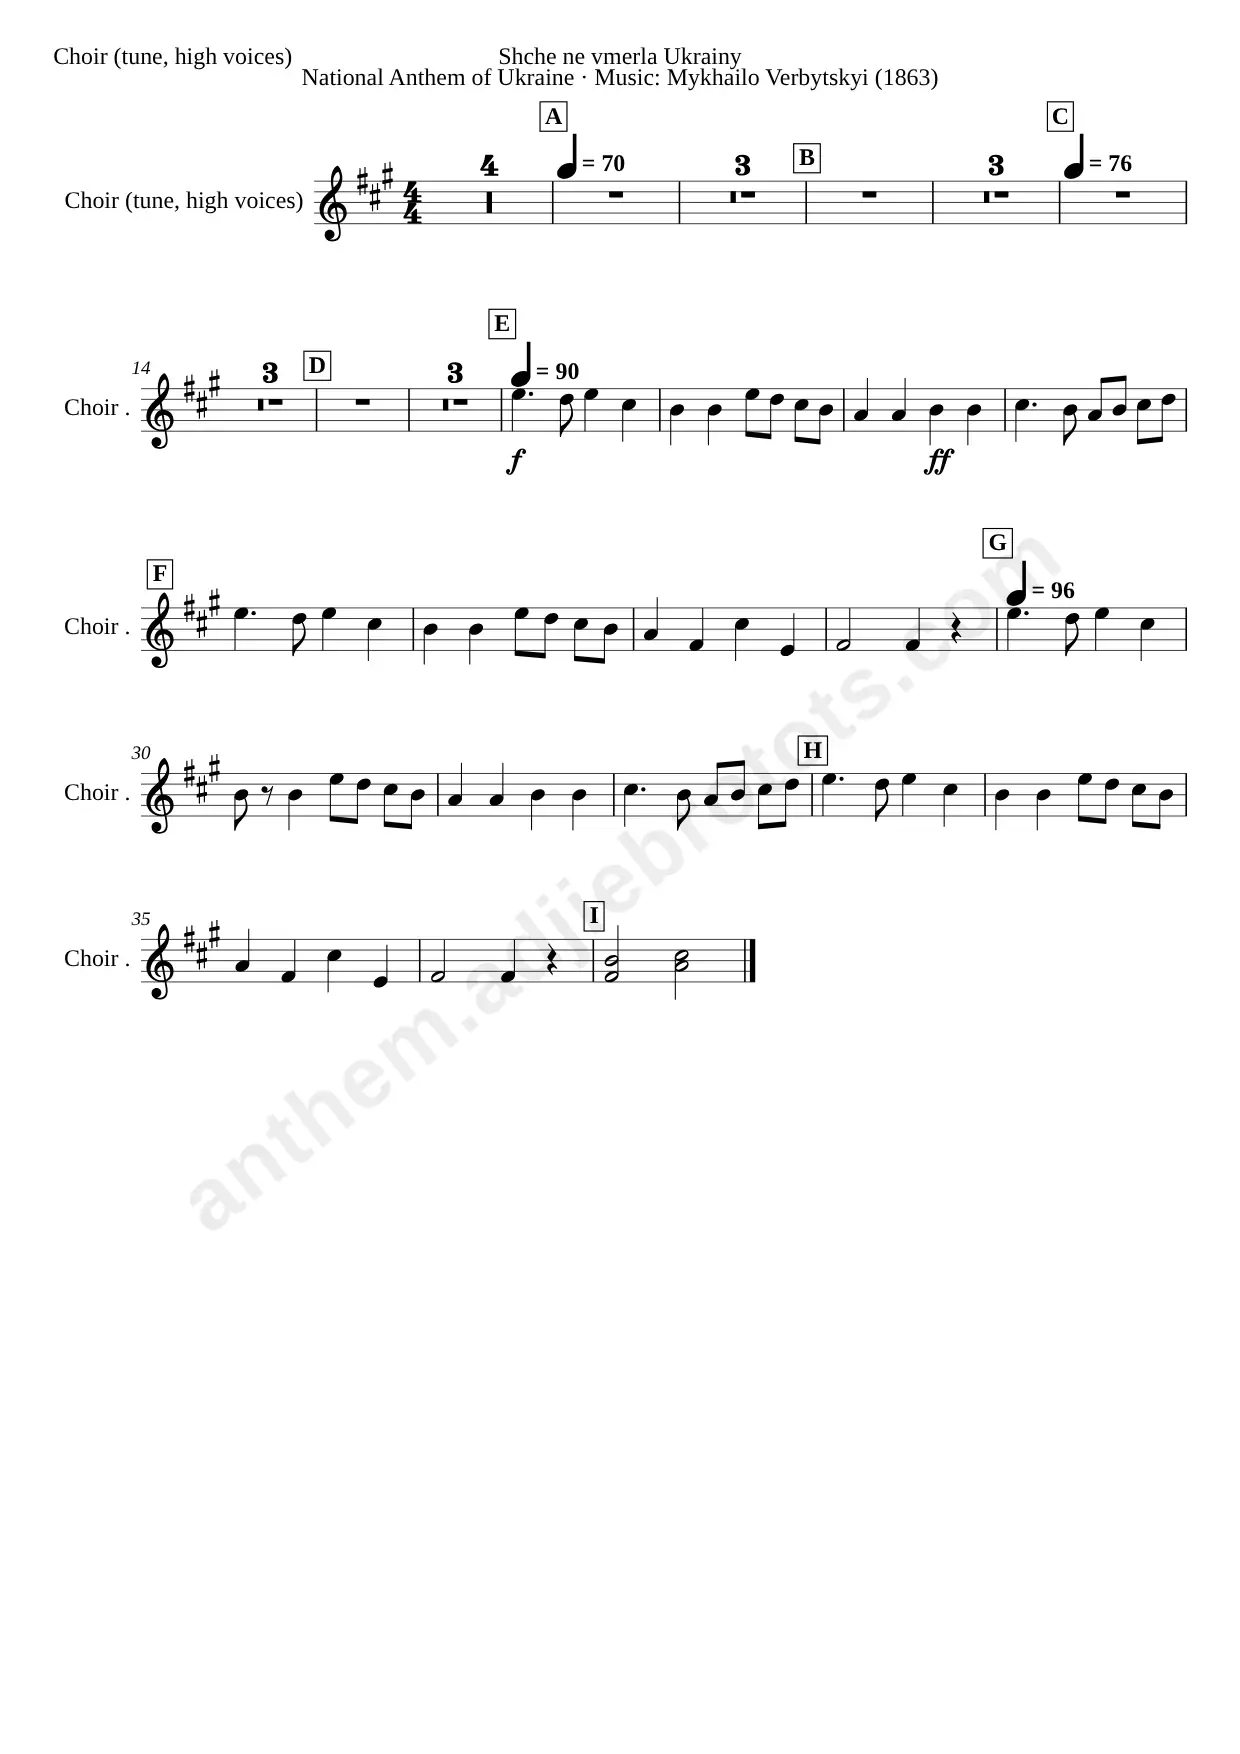 Choir (tune, high voices)
Shche ne vmerla Ukrainy
National Anthem of Ukraine · Music: Mykhailo Verbytskyi (1863)
A
C
4
= 70
3
B
3
= 76
Choir (tune, high voices)
4
4
E
14
3
D
3
= 90
Choir .
f
ff
G
F
= 96
Choir .
30
H
Choir .
35
I
Choir .
anthem.adjiebrotots.com